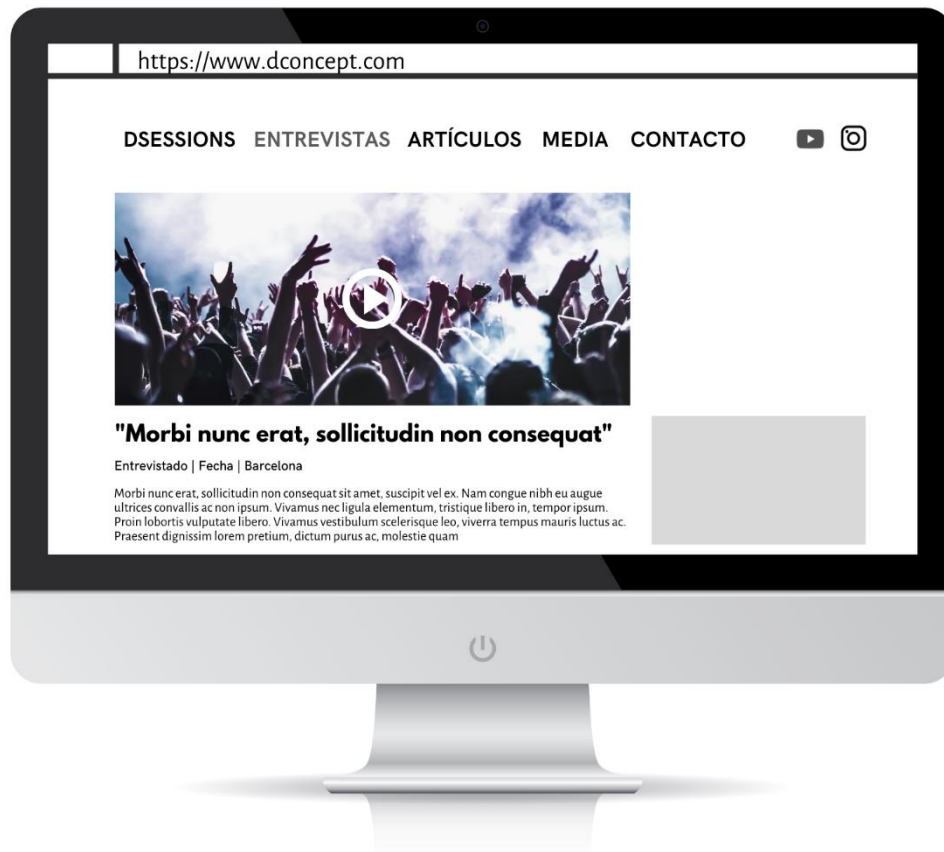 https://www.dconcept.com
DSESSIONS ENTREVISTAS ARTÍCULOS MEDIA CONTACTO
"Morbi nunc erat, sollicitudin non consequat"
Entrevistado | Fecha | Barcelona
Morbi nunc erat, sollicitudin non consequat sit amet, suscipit vel ex. Nam congue nibh eu augue
ultrices convallis ac non ipsum. Vivamus nec ligula elementum, tristique libero in, tempor ipsum.
Proin lobortis vulputate libero. Vivamus vestibulum scelerisque leo, viverra tempus mauris luctus ac.
Praesent dignissim lorem pretium, dictum purus ac, molestie quam